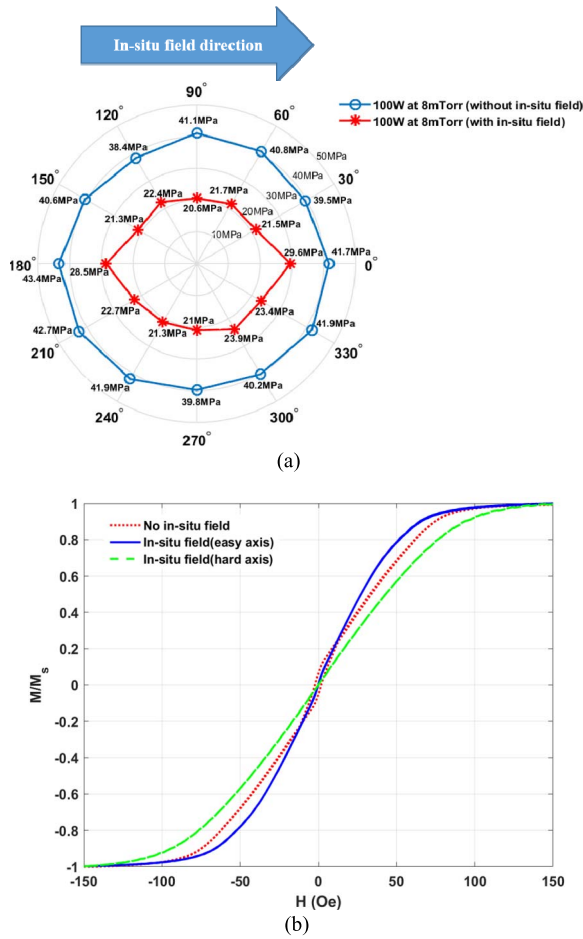 In-situ field direction
100W at 8mTorr (without in-situ field)
100W at 8mTorr (with in-situ field)
90°
120°
60°
41.1MPa
38.4MPa
40.8MPa
50MPa
40MPa
150°
30°
22.4MPa
21.7MPa
30MPa
40.6MPa
20.6MPa
20MPa
39.5MPa
21.3MPa
21.5MPa
10MPa
29.6MPa
41.7MPa
180°
0°
28.5MPa
43.4MPa
22.7MPa
21MPa
23.4MPa
21.3MPa
23.9MPa
42.7MPa
41.9MPa
210°
330°
41.9MPa
40.2MPa
39.8MPa
240°
300°
270°
(a)
No in-situ field
In-situ field(easy axis)
In-situ field(hard axis)
1
0.8
0.6
0.4
0.2
0
-0.2
-0.4
-0.6
-0.8
-1
M/Ms
-150
-100
-50
0
50
100
150
H (Oe)
(b)